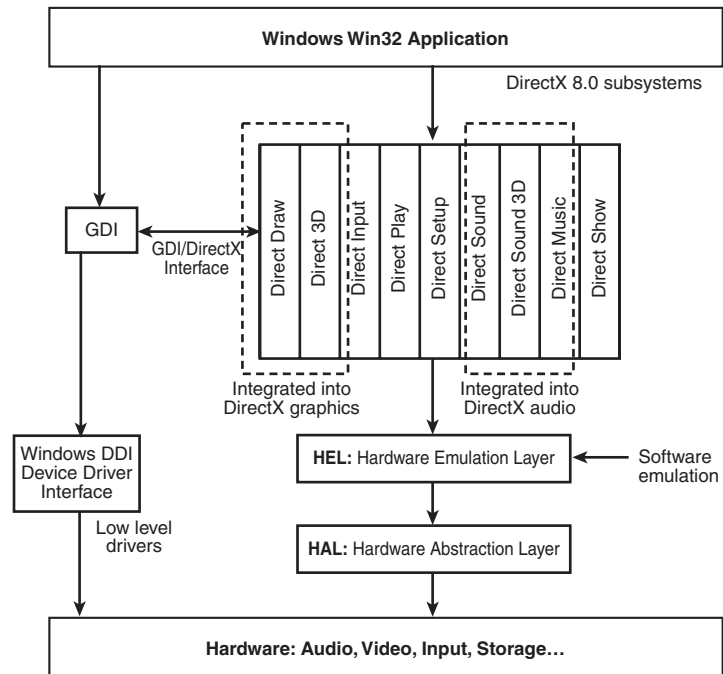 Windows Win32 Application
DirectX 8.0 subsystems
GDI
GDI/DirectX
Interface
Direct Draw
Direct 3D
Direct Input
Direct Play
Direct Setup
Direct Sound
Direct Sound 3D
Direct Music
Direct Show
Integrated into
DirectX graphics
Integrated into
DirectX audio
Windows DDI
Device Driver
Interface
HEL: Hardware Emulation Layer
Software
emulation
Low level
drivers
HAL: Hardware Abstraction Layer
Hardware: Audio, Video, Input, Storage...